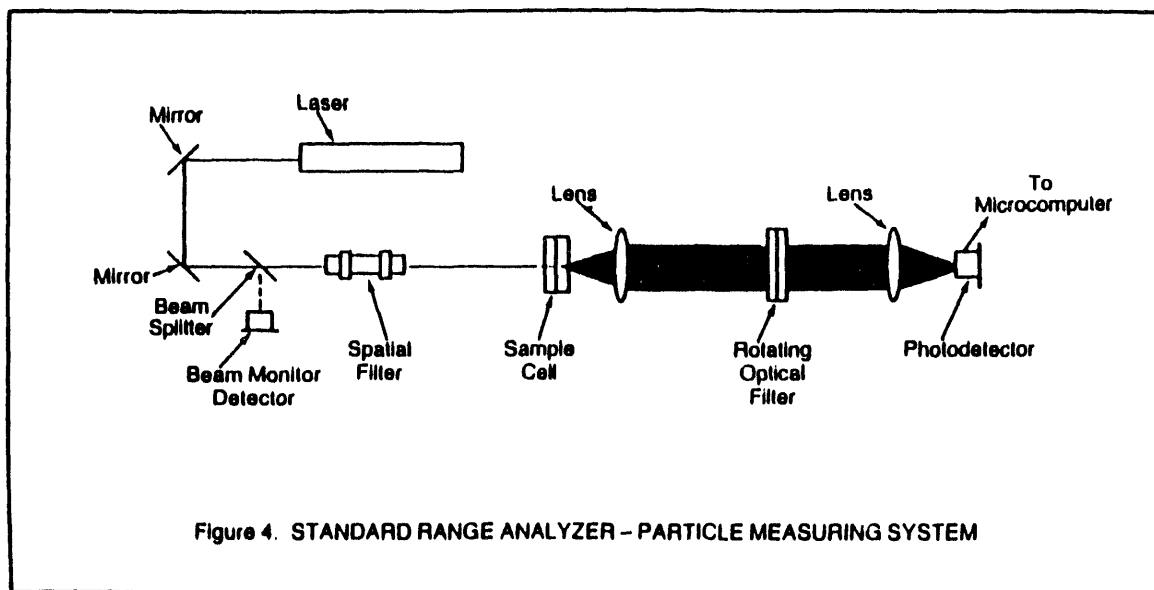 Mirror
Laser
Lens
Lens
To
Microcomputer
Mirror
Beam
Splitter
Beam Monitor
Detector
Spatial
Filter
Sample
Cell
Rotating
Optical
Filter
Photodetector
Figure 4. STANDARD RANGE ANALYZER – PARTICLE MEASURING SYSTEM